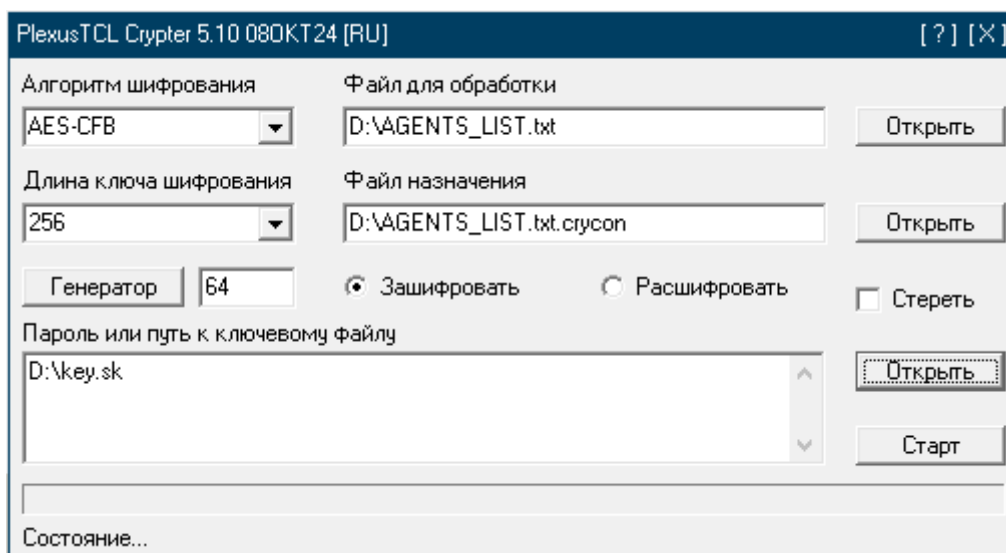 PlexusTCL Crypter 5.10 08OKT24 [RU] [ ? ] [X]
Алгоритм шифрования Файл для обработки
AES-CFB D:\AGENTS_LIST.txt Открыть
Длина ключа шифрования Файл назначения
256 D:\AGENTS_LIST.txt.crycon Открыть
Генератор 64 Зашифровать Расшифровать Стереть
Пароль или путь к ключевому файлу
D:\key.sk Открыть
Старт
Состояние...